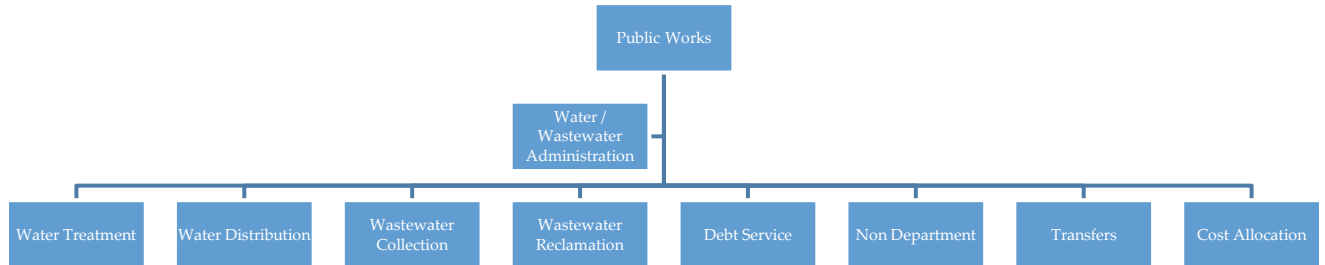 Public Works
Water /
Wastewater
Administration
Water Treatment
Water Distribution
Wastewater
Collection
Wastewater
Reclamation
Debt Service
Non Department
Transfers
Cost Allocation